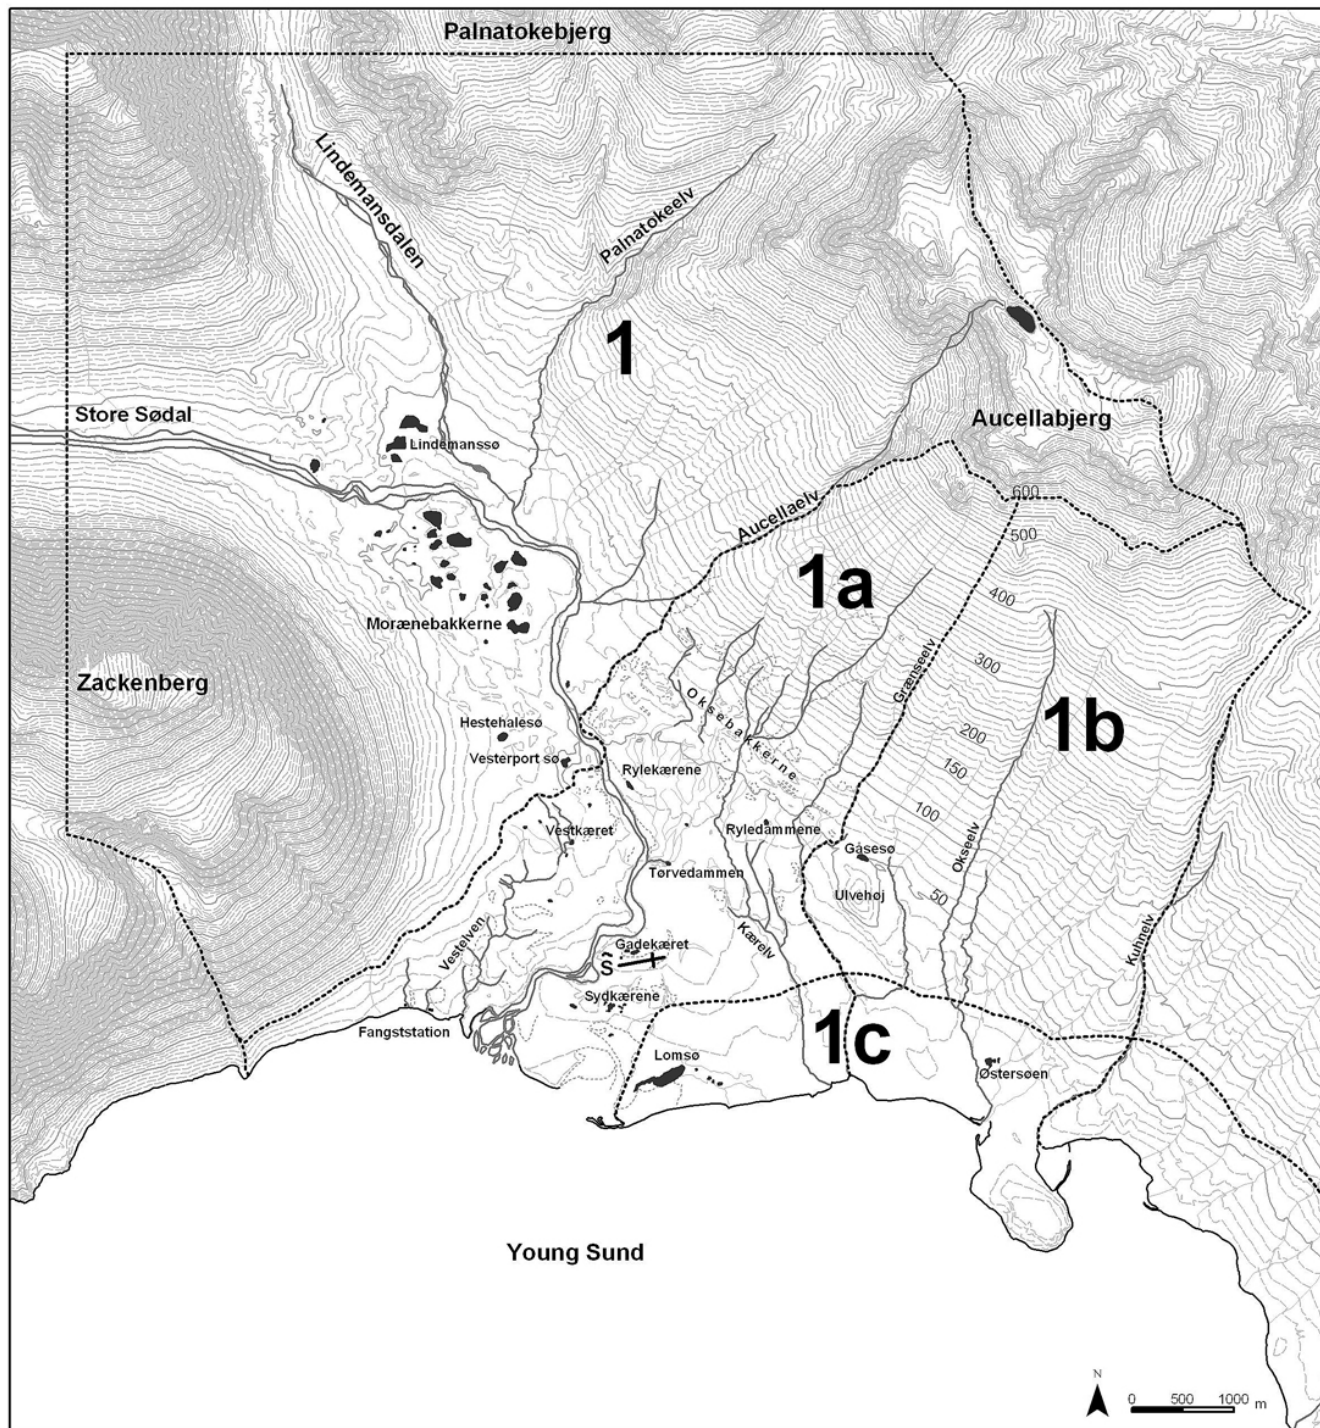 Palnatokebjerg
Lindemansdalen
Palnatokeelv
1
Store Sødal
Lindemanssø
Aucellabjerg
Aucellaelv
600
500
1a
400
Morænebakkerne
Grænseelv
300
Zackenberg
Oksebakkerne
1b
Hestehalesø
200
Vesterport sø
Rylekærene
150
100
Vestkæret
Ryledammene
Gåsesø
Okseelv
Tørvedammen
Ulvehøj
50
Vestelven
Gadekæret
Kærelv
Kuhnelv
S̃
Sydkærene
Fangststation
1c
Lomsø
Østersøen
Young Sund
N
0 500 1000 m